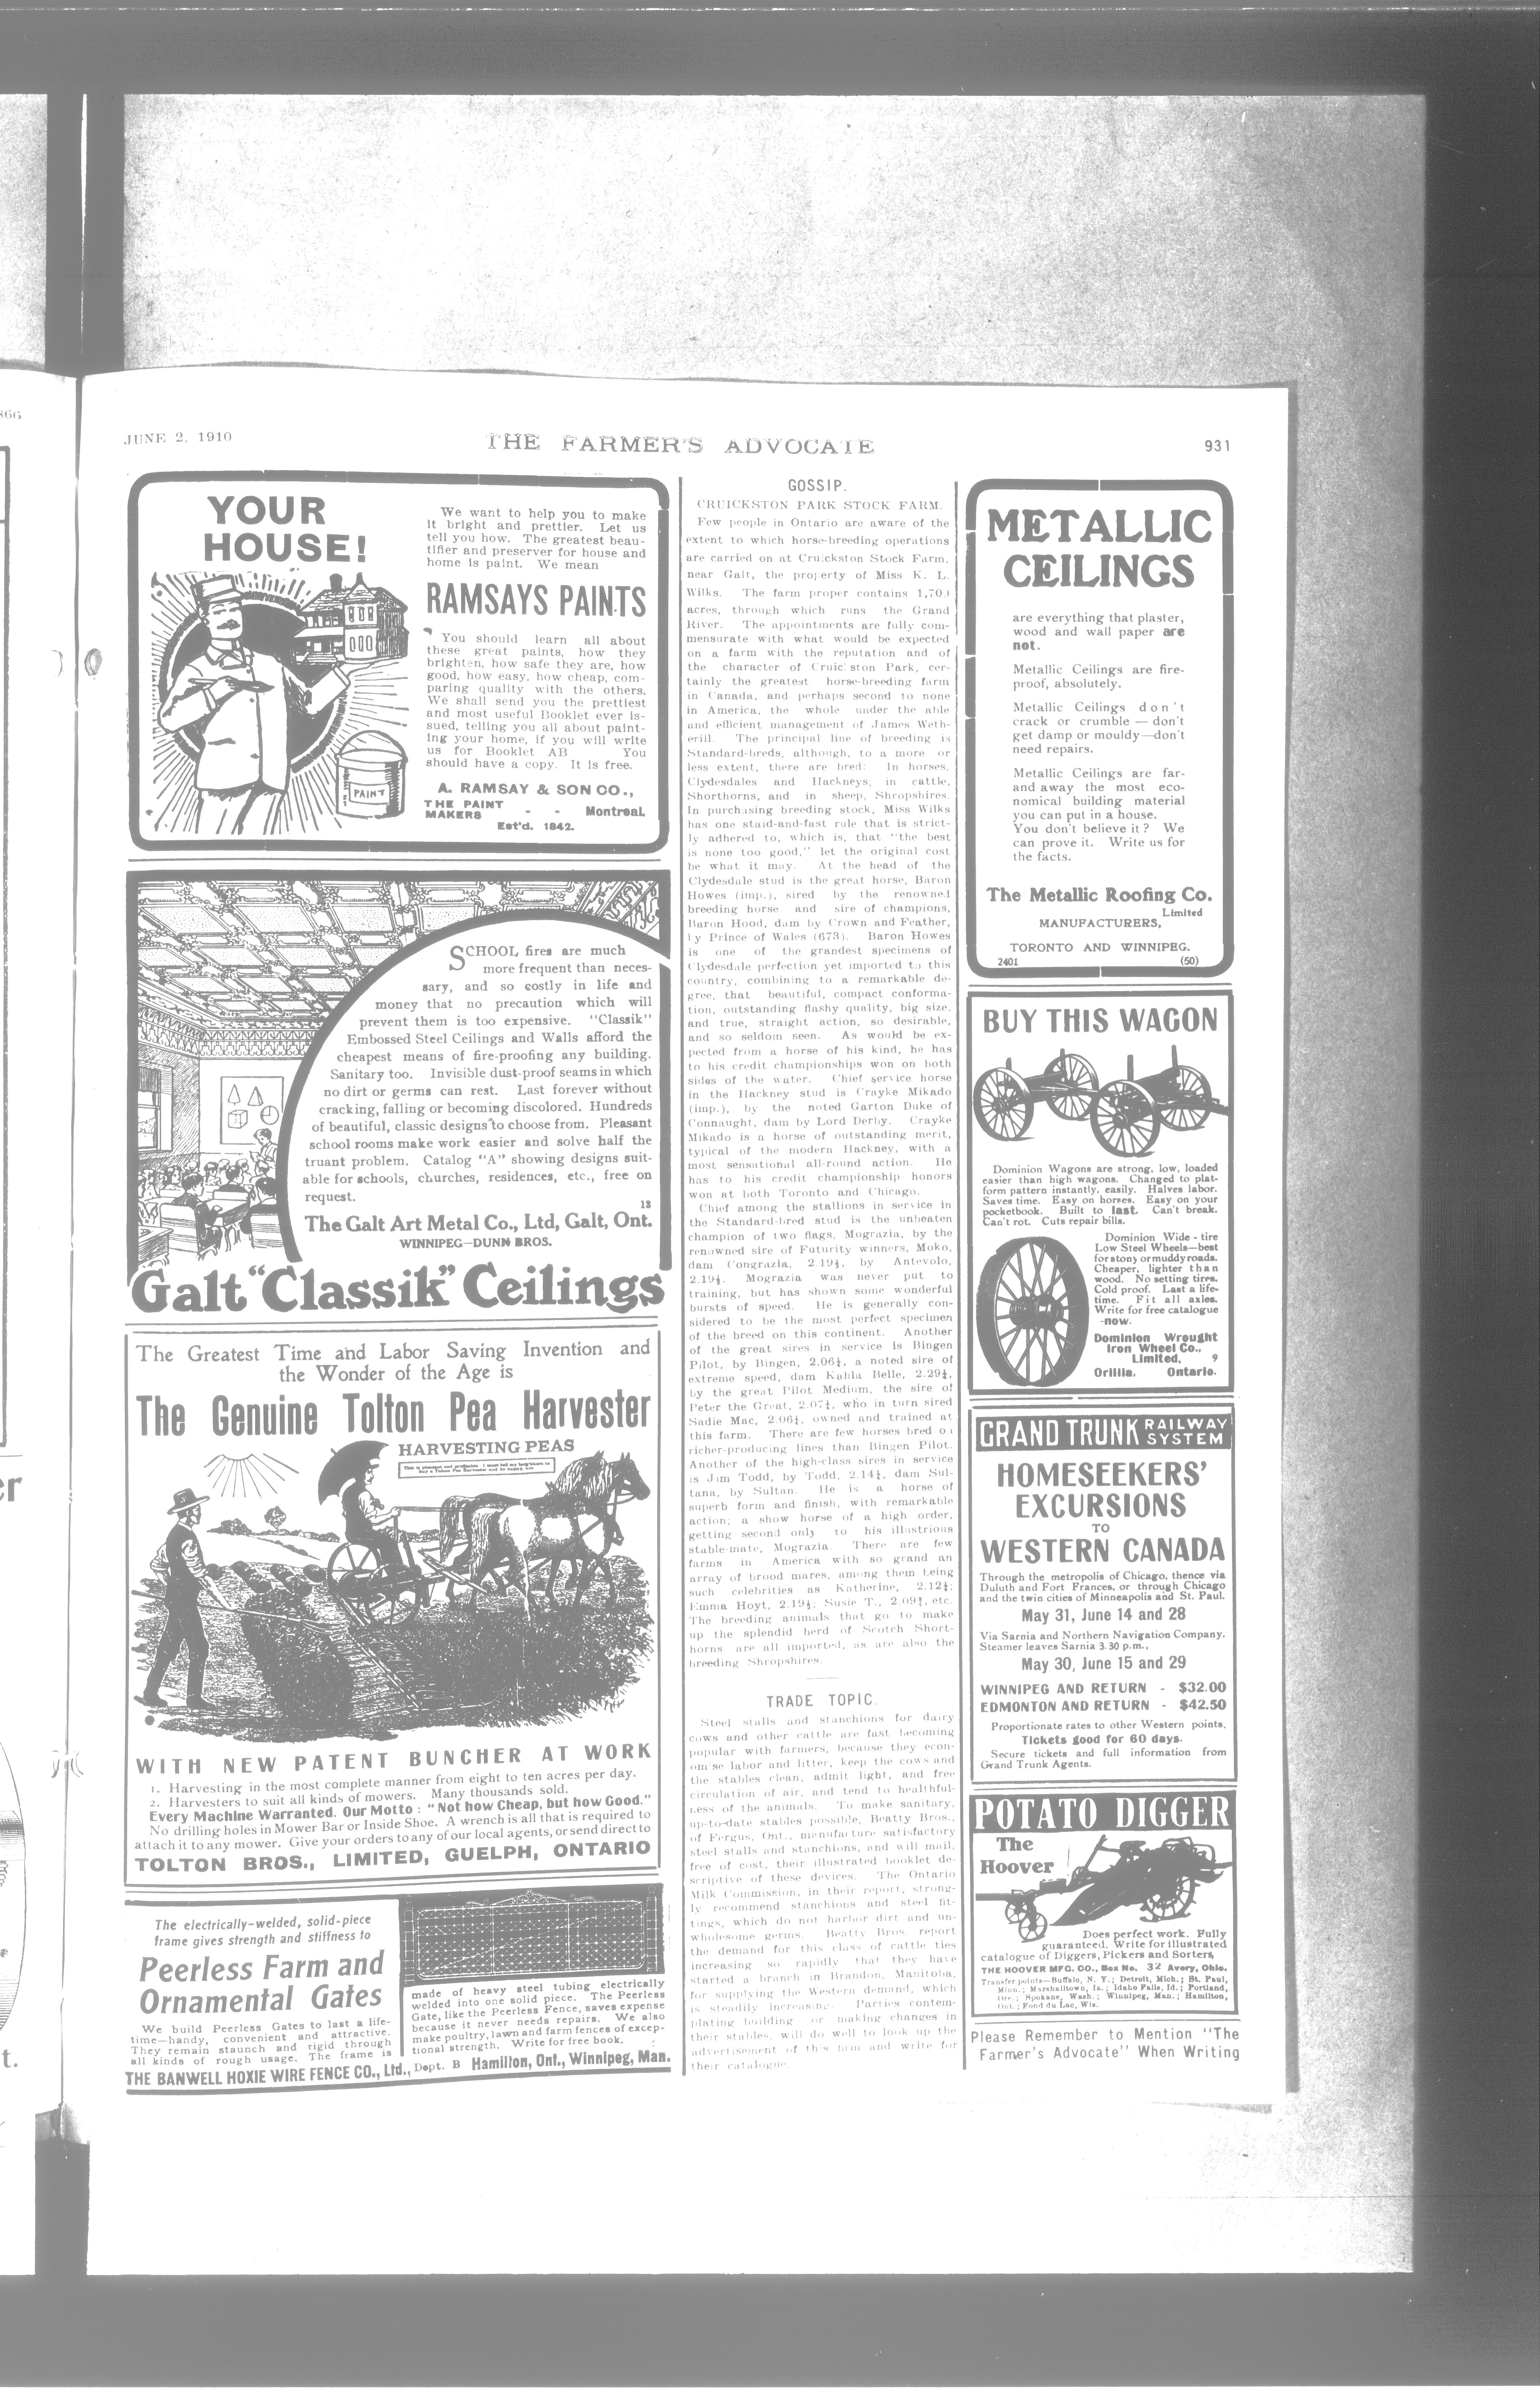 JUNE 2, 1910
THE FARMER'S ADVOCATE
931
YOUR
HOUSE!
We want to help you to make
it bright and prettier. Let us
tell you how. The greatest beau-
tifier and preserver for house and
home is paint. We mean
RAMSAYS PAINTS
You should learn all about
these great paints, how they
brighten, how safe they are, how
good, how easy, how cheap, com-
paring quality with the others.
We shall send you the prettiest
and most useful Booklet ever is-
sued, telling you all about paint-
ing your home, if you will write
us for Booklet AB You
should have a copy. It is free.
PAINT
A. RAMSAY & SON CO.,
THE PAINT
MAKERS - - Montreal.
Est'd. 1842.
SCHOOL fires are much
more frequent than neces-
sary, and so costly in life and
money that no precaution which will
prevent them is too expensive. "Classik"
Embossed Steel Ceilings and Walls afford the
cheapest means of fire-proofing any building.
Sanitary too. Invisible dust-proof seams in which
no dirt or germs can rest. Last forever without
cracking, falling or becoming discolored. Hundreds
of beautiful, classic designs to choose from. Pleasant
school rooms make work easier and solve half the
truant problem. Catalog "A" showing designs suit-
able for schools, churches, residences, etc., free on
request.
13
The Galt Art Metal Co., Ltd, Galt, Ont.
WINNIPEG—DUNN BROS.
Galt "Classik" Ceilings
The Greatest Time and Labor Saving Invention and
the Wonder of the Age is
The Genuine Tolton Pea Harvester
HARVESTING PEAS
This is pleasant and profitable. I must tell my neighbors to
buy a Tolton Pea Harvester and be behind him
WITH NEW PATENT BUNCHER AT WORK
1. Harvesting in the most complete manner from eight to ten acres per day.
2. Harvesters to suit all kinds of mowers. Many thousands sold.
Every Machine Warranted. Our Motto: "Not how Cheap, but how Good."
No drilling holes in Mower Bar or Inside Shoe. A wrench is all that is required to
attach it to any mower. Give your orders to any of our local agents, or send direct to
TOLTON BROS., LIMITED, GUELPH, ONTARIO
The electrically-welded, solid-piece
frame gives strength and stiffness to
Peerless Farm and
Ornamental Gates
We build Peerless Gates to last a life-
time—handy, convenient and attractive.
They remain staunch and rigid through
all kinds of rough usage. The frame is
made of heavy steel tubing electrically
welded into one solid piece. The Peerless
Gate, like the Peerless Fence, saves expense
because it never needs repairs. We also
make poultry, lawn and farm fences of excep-
tional strength. Write for free book.
THE BANWELL HOXIE WIRE FENCE CO., Ltd., Dept. B Hamilton, Ont., Winnipeg, Man.
GOSSIP.
CRUICKSTON PARK STOCK FARM.
Few people in Ontario are aware of the
extent to which horse-breeding operations
are carried on at Cruickston Stock Farm,
near Galt, the property of Miss K. L.
Wilks. The farm proper contains 1,700
acres, through which runs the Grand
River. The appointments are fully com-
mensurate with what would be expected
on a farm with the reputation and of
the character of Cruickston Park, cer-
tainly the greatest horse-breeding farm
in Canada, and perhaps second to none
in America, the whole under the able
and efficient management of James Weth-
erill. The principal line of breeding is
Standard-breds, although, to a more or
less extent, there are bred: In horses,
Clydesdales and Hackneys; in cattle,
Shorthorns, and in sheep, Shropshires.
In purchasing breeding stock, Miss Wilks
has one staid-and-fast rule that is strict-
ly adhered to, which is, that "the best
is none too good," let the original cost
be what it may. At the head of the
Clydesdale stud is the great horse, Baron
Howes (imp.), sired by the renowned
breeding horse and sire of champions,
Baron Hood, dam by Crown and Feather,
by Prince of Wales (673). Baron Howes
is one of the grandest specimens of
Clydesdale perfection yet imported to this
country, combining to a remarkable de-
gree, that beautiful, compact conforma-
tion, outstanding flashy quality, big size,
and true, straight action, so desirable,
and so seldom seen. As would be ex-
pected from a horse of his kind, he has
to his credit championships won on both
sides of the water. Chief service horse
in the Hackney stud is Crayke Mikado
(imp.), by the noted Garton Duke of
Connaught, dam by Lord Derby. Crayke
Mikado is a horse of outstanding merit,
typical of the modern Hackney, with a
most sensational all-round action. He
has to his credit championship honors
won at both Toronto and Chicago.
Chief among the stallions in service in
the Standard-bred stud is the unbeaten
champion of two flags, Mograzia, by the
renowned sire of Futurity winners, Moko,
dam Congrazia, 2.19¼, by Antevolo,
2.19¼. Mograzia was never put to
training, but has shown some wonderful
bursts of speed. He is generally con-
sidered to be the most perfect specimen
of the breed on this continent. Another
of the great sires in service is Bingen
Pilot, by Bingen, 2.06¼, a noted sire of
extreme speed, dam Kahla Belle, 2.29¼,
by the great Pilot Medium, the sire of
Peter the Great, 2.07¼, who in turn sired
Sadie Mac, 2.06¼, owned and trained at
this farm. There are few horses bred on
richer-producing lines than Bingen Pilot.
Another of the high-class sires in service
is Jim Todd, by Todd, 2.14¼, dam Sul-
tana, by Sultan. He is a horse of
superb form and finish, with remarkable
action; a show horse of a high order,
getting second only to his illustrious
stable-mate, Mograzia. There are few
farms in America with so grand an
array of brood mares, among them being
such celebrities as Katherine, 2.12¼;
Emma Hoyt, 2.19¼; Susie T., 2.09¾, etc.
The breeding animals that go to make
up the splendid herd of Scotch Short-
horns are all imported, as are also the
breeding Shropshires.
TRADE TOPIC.
Steel stalls and stanchions for dairy
cows and other cattle are fast becoming
popular with farmers, because they econ-
omise labor and litter, keep the cows and
the stables clean, admit light, and free
circulation of air, and tend to healthful-
ness of the animals. To make sanitary,
up-to-date stables possible, Beatty Bros.,
of Fergus, Ont., manufacture satisfactory
steel stalls and stanchions, and will mail,
free of cost, their illustrated booklet de-
scriptive of these devices. The Ontario
Milk Commission, in their report, strong-
ly recommend stanchions and steel fit-
tings, which do not harbor dirt and un-
wholesome germs. Beatty Bros. report
the demand for this class of cattle ties
increasing so rapidly that they have
started a branch in Brandon, Manitoba,
for supplying the Western demand, which
is steadily increasing. Parties contem-
plating building or making changes in
their stables, will do well to look up the
advertisement of this firm and write for
their catalogue.
METALLIC
CEILINGS
are everything that plaster,
wood and wall paper are
not.
Metallic Ceilings are fire-
proof, absolutely.
Metallic Ceilings don't
crack or crumble — don't
get damp or mouldy—don't
need repairs.
Metallic Ceilings are far-
and away the most eco-
nomical building material
you can put in a house.
You don't believe it? We
can prove it. Write us for
the facts.
The Metallic Roofing Co.
Limited
MANUFACTURERS,
TORONTO AND WINNIPEG.
2401 (50)
BUY THIS WAGON
Dominion Wagons are strong, low, loaded
easier than high wagons. Changed to plat-
form pattern instantly, easily. Halves labor.
Saves time. Easy on horses. Easy on your
pocketbook. Built to last. Can't break.
Can't rot. Cuts repair bills.
Dominion Wide-tire
Low Steel Wheels—best
for stony or muddy roads.
Cheaper, lighter than
wood. No setting tires.
Cold proof. Last a life-
time. Fit all axles.
Write for free catalogue
-now.
Dominion Wrought
Iron Wheel Co.,
Limited, 9
Orillia. Ontario.
GRAND TRUNK RAILWAY
SYSTEM
HOMESEEKERS'
EXCURSIONS
TO
WESTERN CANADA
Through the metropolis of Chicago, thence via
Duluth and Fort Frances, or through Chicago
and the twin cities of Minneapolis and St. Paul.
May 31, June 14 and 28
Via Sarnia and Northern Navigation Company.
Steamer leaves Sarnia 3.30 p.m.,
May 30, June 15 and 29
WINNIPEG AND RETURN - $32.00
EDMONTON AND RETURN - $42.50
Proportionate rates to other Western points.
Tickets good for 60 days.
Secure tickets and full information from
Grand Trunk Agents.
POTATO DIGGER
The
Hoover
Does perfect work. Fully
guaranteed. Write for illustrated
catalogue of Diggers, Pickers and Sorters.
THE HOOVER MFG. CO., Box No. 32 Avery, Ohio.
Transfer points—Buffalo, N. Y.; Detroit, Mich.; St. Paul,
Minn.; Marshalltown, Ia.; Idaho Falls, Id.; Portland,
Ore.; Spokane, Wash.; Winnipeg, Man.; Hamilton,
Ont.; Fond du Lac, Wis.
Please Remember to Mention "The
Farmer's Advocate" When Writing